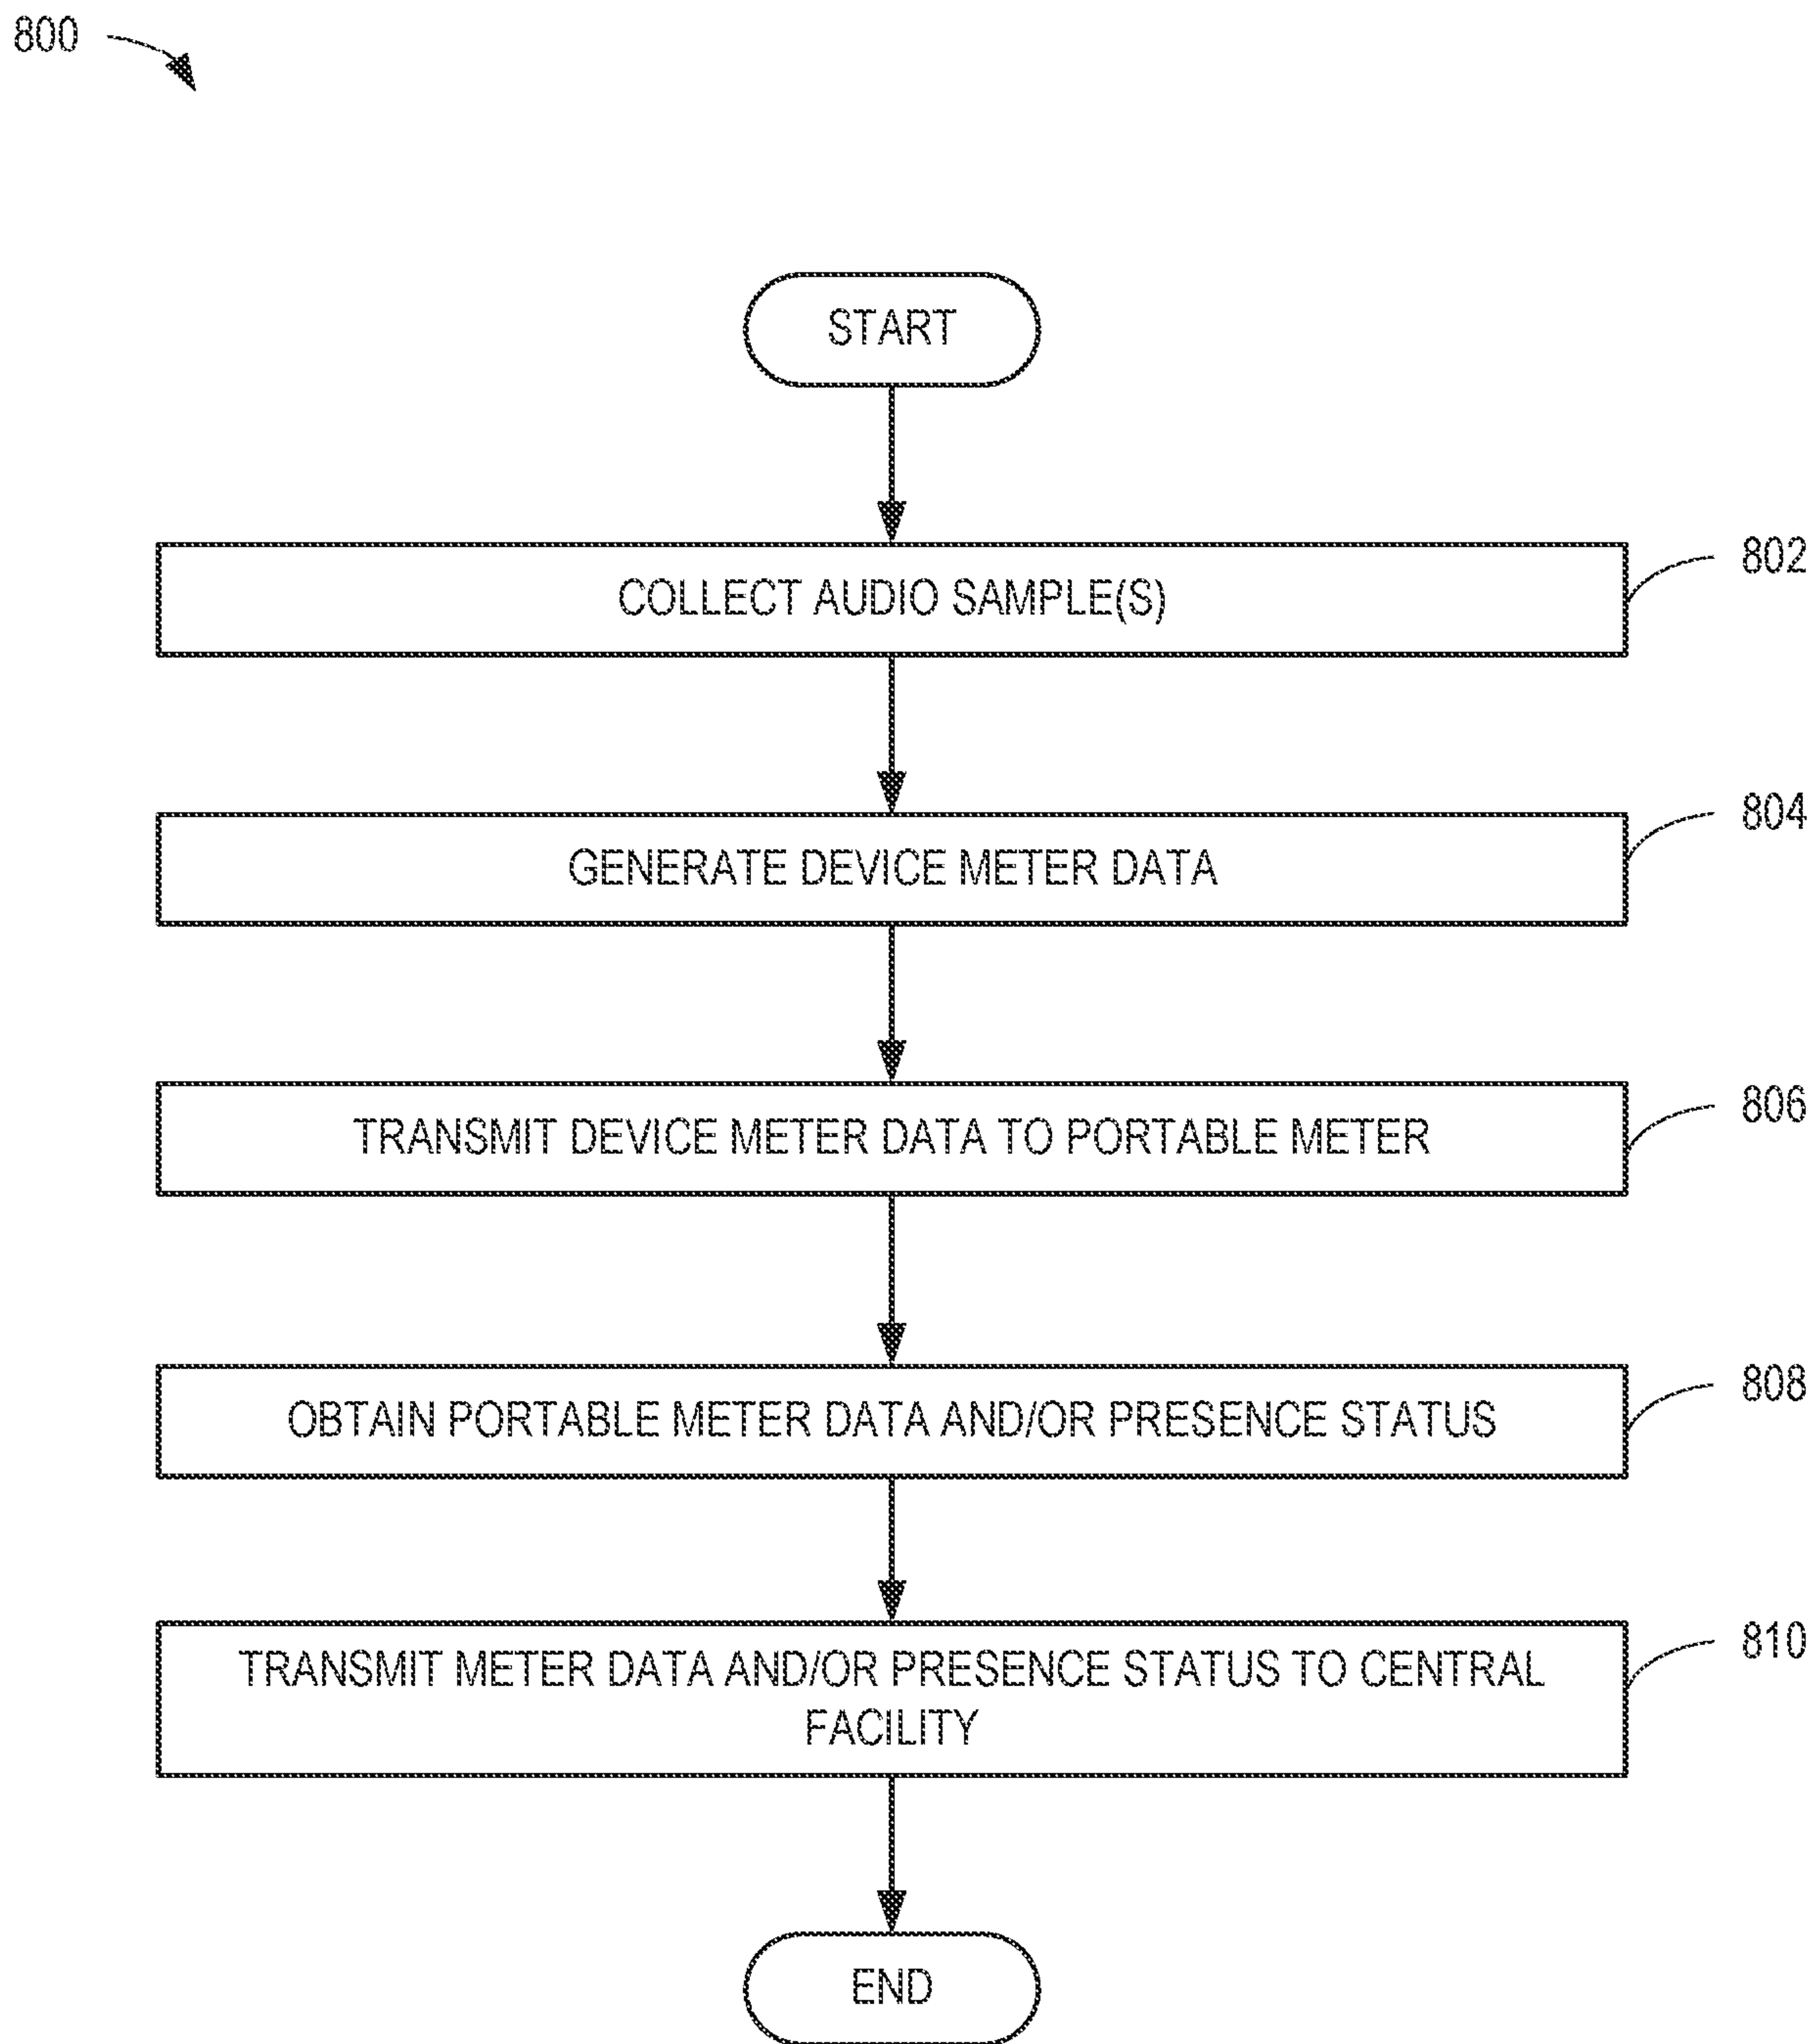 800
START
COLLECT AUDIO SAMPLE(S)
802
GENERATE DEVICE METER DATA
804
TRANSMIT DEVICE METER DATA TO PORTABLE METER
806
OBTAIN PORTABLE METER DATA AND/OR PRESENCE STATUS
808
TRANSMIT METER DATA AND/OR PRESENCE STATUS TO CENTRAL
FACILITY
810
END